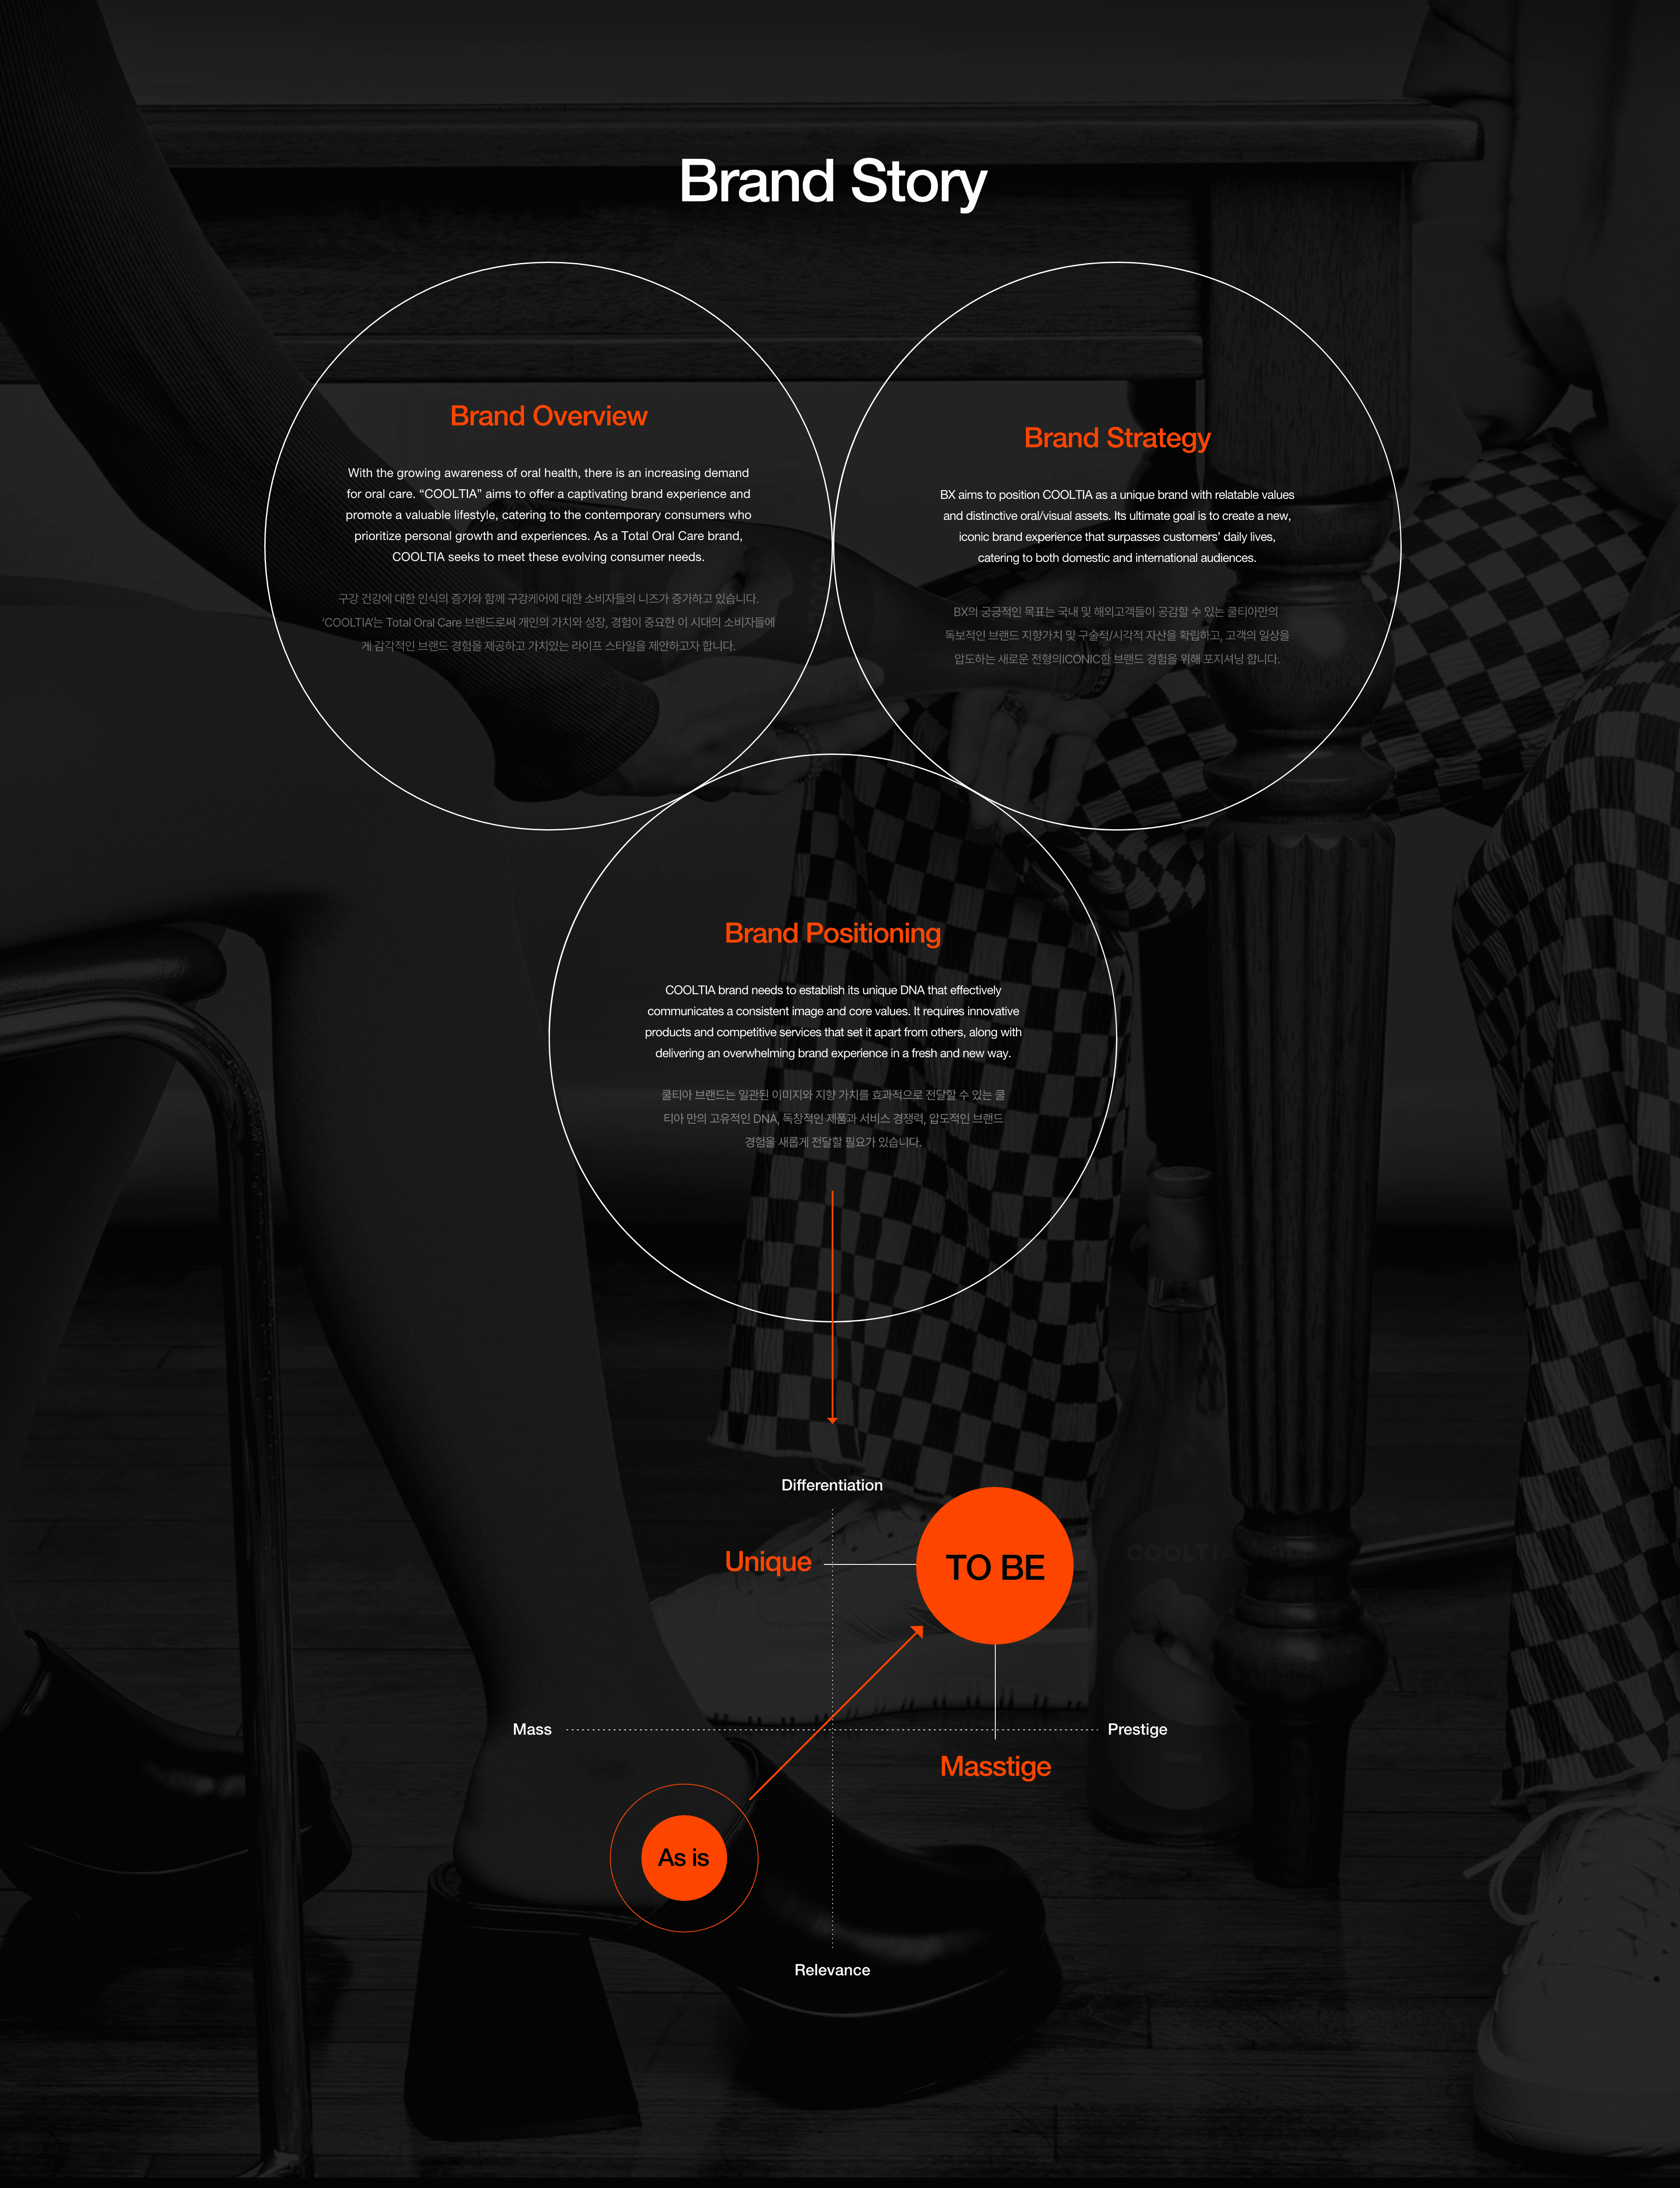 Brand Story
Brand Overview
With the growing awareness of oral health, there is an increasing demand
for oral care. “COOLTIA” aims to offer a captivating brand experience and
promote a valuable lifestyle, catering to the contemporary consumers who
prioritize personal growth and experiences. As a Total Oral Care brand,
COOLTIA seeks to meet these evolving consumer needs.
구강 건강에 대한 인식의 증가와 함께 구강케어에 대한 소비자들의 니즈가 증가하고 있습니다.
‘COOLTIA’는 Total Oral Care 브랜드로써 개인의 가치와 성장, 경험이 중요한 이 시대의 소비자들에
게 감각적인 브랜드 경험을 제공하고 가치있는 라이프 스타일을 제안하고자 합니다.
Brand Strategy
BX aims to position COOLTIA as a unique brand with relatable values
and distinctive oral/visual assets. Its ultimate goal is to create a new,
iconic brand experience that surpasses customers’ daily lives,
catering to both domestic and international audiences.
BX의 궁긍적인 목표는 국내 및 해외고객들이 공감할 수 있는 쿨티아만의
독보적인 브랜드 지향가치 및 구술적/시각적 자산을 확립하고, 고객의 일상을
압도하는 새로운 전형의ICONIC한 브랜드 경험을 위해 포지셔닝 합니다.
Brand Positioning
COOLTIA brand needs to establish its unique DNA that effectively
communicates a consistent image and core values. It requires innovative
products and competitive services that set it apart from others, along with
delivering an overwhelming brand experience in a fresh and new way.
쿨티아 브랜드는 일관된 이미지와 지향 가치를 효과적으로 전달할 수 있는 쿨
티아 만의 고유적인 DNA, 독창적인 제품과 서비스 경쟁력, 압도적인 브랜드
경험을 새롭게 전달할 필요가 있습니다.
Differentiation
Unique
TO BE
COOLTIA
Mass
Prestige
Masstige
As is
Relevance